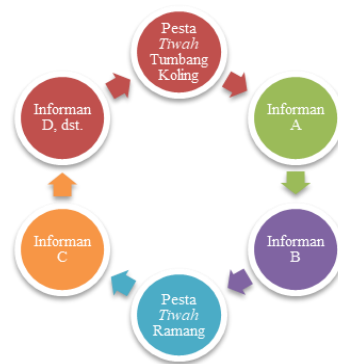 Pesta
Tiwah
Tumbang
Koling
Informan
A
Informan
B
Pesta
Tiwah
Ramang
Informan
C
Informan
D, dst.